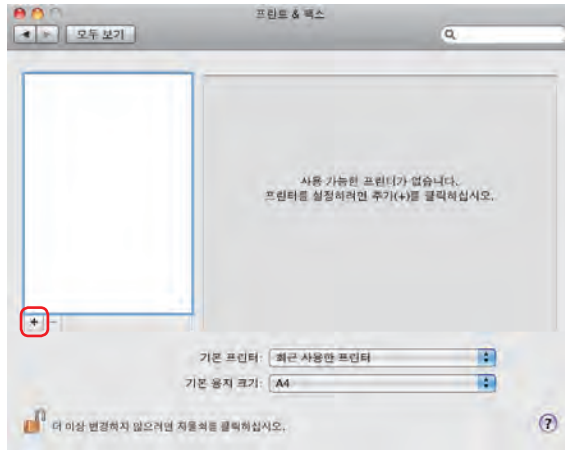 프린트 & 팩스
모두 보기
사용 가능한 프린터가 없습니다.
프린터를 설정하려면 추가(+)를 클릭하십시오.
+ -
기본 프린터: 최근 사용한 프린터
기본 용지 크기: A4
더 이상 변경하지 않으려면 자물쇠를 클릭하십시오.
?